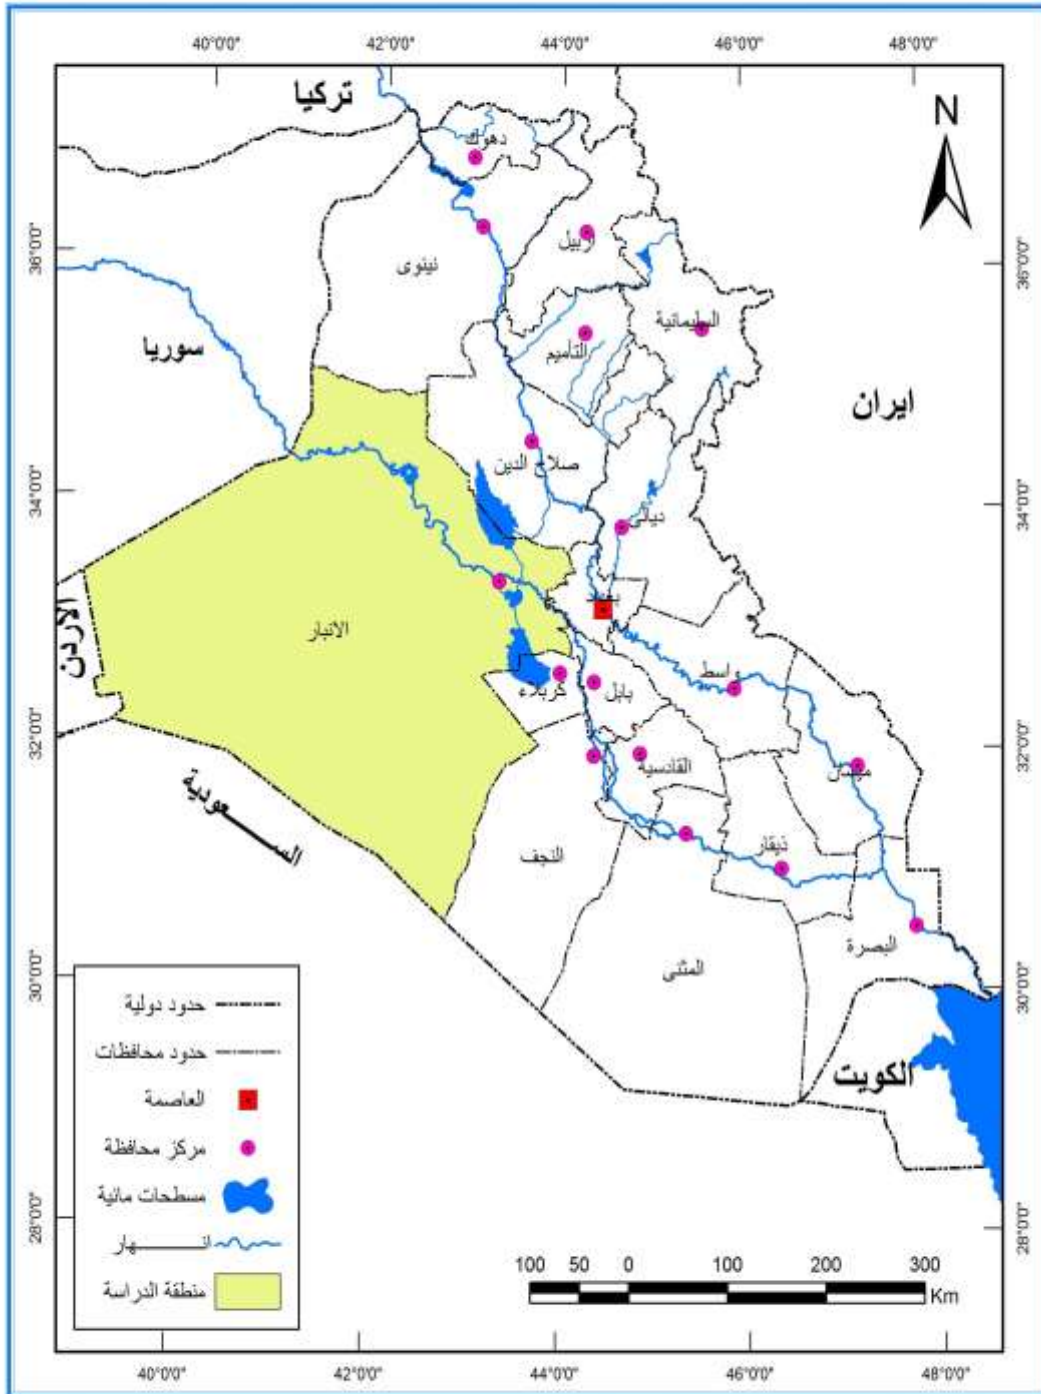 40°0'0" 42°0'0" 44°0'0" 46°0'0" 48°0'0"
تركيا
N
دهوك
36°0'0"
36°0'0"
اربيل
نينوى
السليمانية
سوريا
التأميم
ايران
صلاح الدين
34°0'0"
34°0'0"
ديالى
بغداد
الانبار
الاردن
واسط
كربلاء
بابل
32°0'0"
32°0'0"
القادسية
ميسان
السـعودية
النجف
ذيقار
البصرة
المثنى
30°0'0"
30°0'0"
حدود دولية
حدود محافظات
الكويت
العاصمة
مركز محافظة
مسطحات مائية
28°0'0"
28°0'0"
انـهار
منطقة الدراسة
100 50 0 100 200 300
Km
40°0'0" 42°0'0" 44°0'0" 46°0'0" 48°0'0"